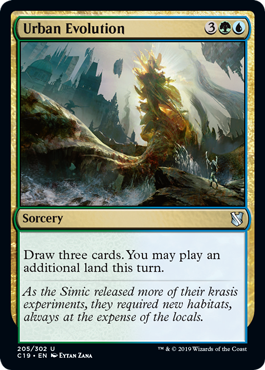 Urban Evolution 3
Sorcery
Draw three cards. You may play an
additional land this turn.
As the Simic released more of their krasis
experiments, they required new habitats,
always at the expense of the locals.
205/302 U
C19 • EN Eytan Zana
™ & © 2019 Wizards of the Coast